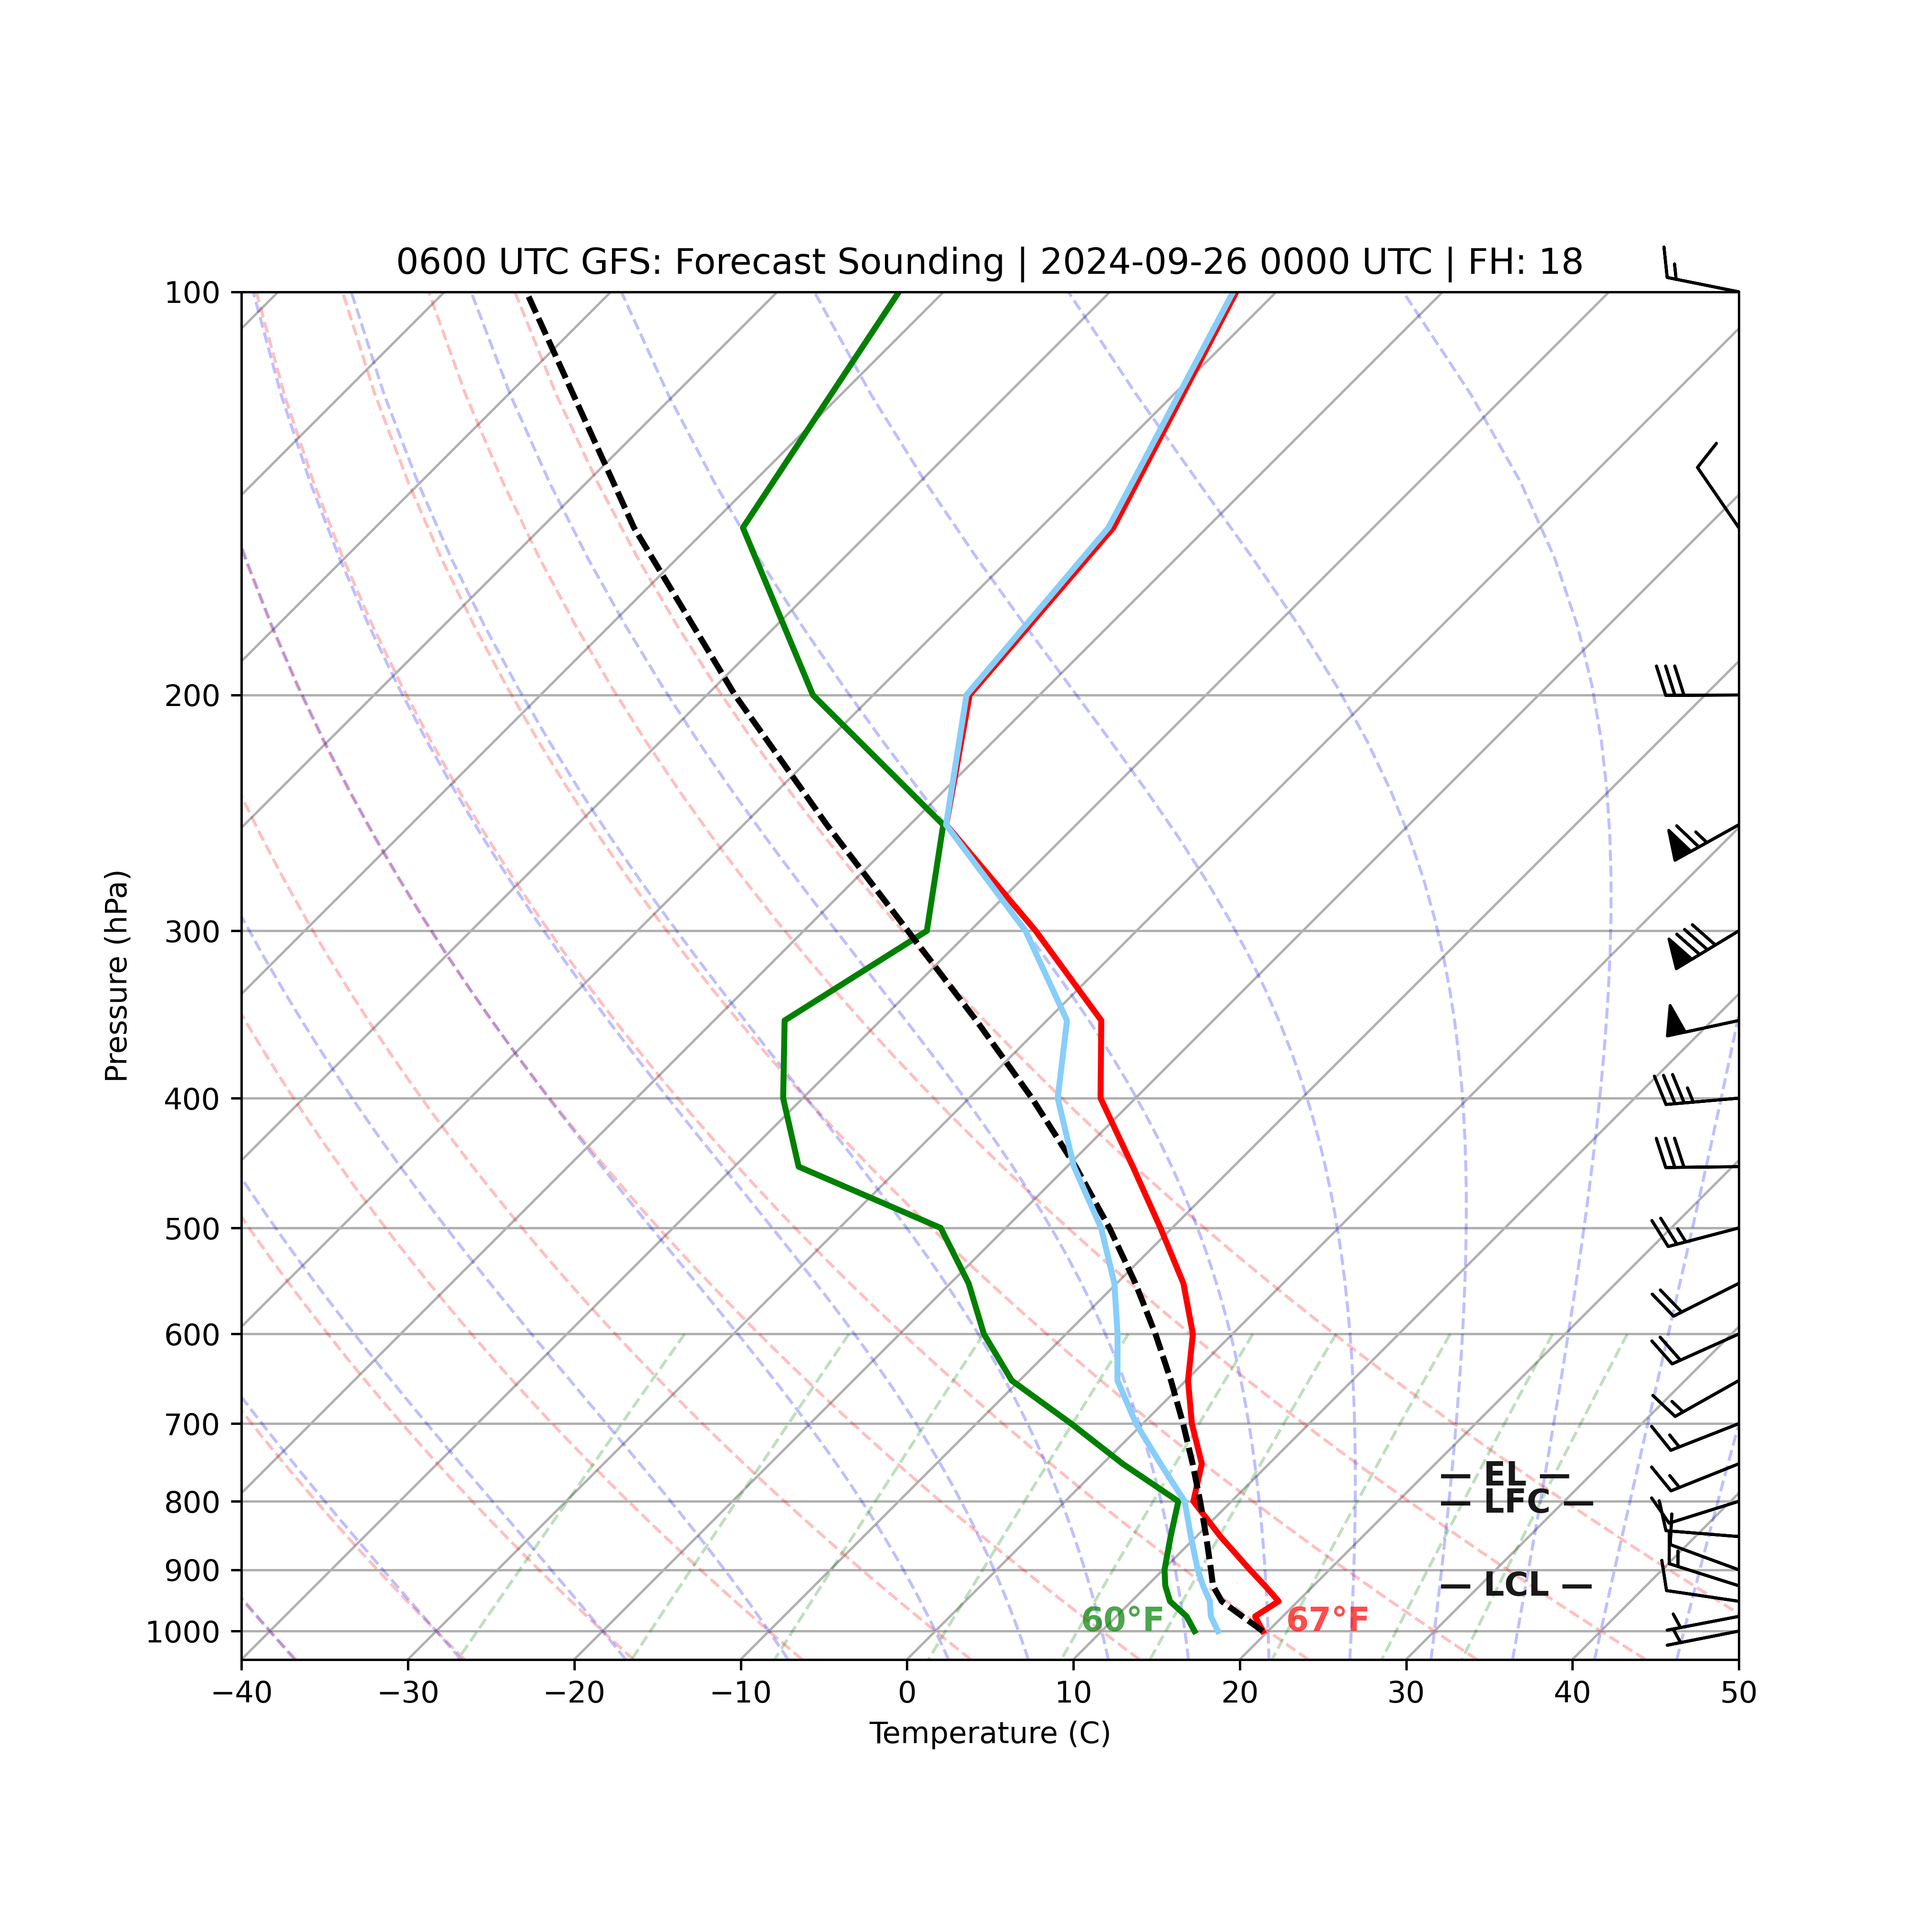 0600 UTC GFS: Forecast Sounding | 2024-09-26 0000 UTC | FH: 18
100
200
300
400
500
600
700
800
900
1000
Pressure (hPa)
— EL —
— LFC —
— LCL —
60°F 67°F
−40 −30 −20 −10 0 10 20 30 40 50
Temperature (C)